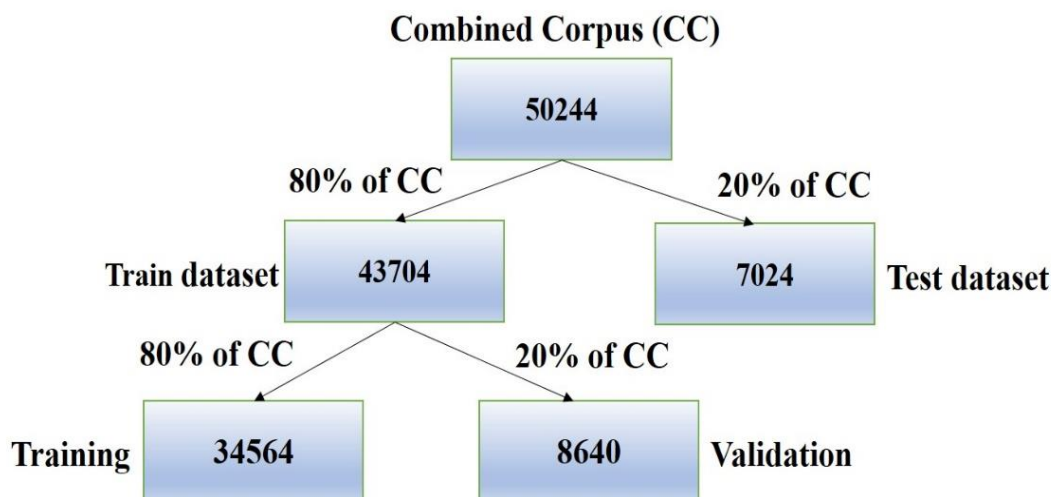 Combined Corpus (CC)
50244
80% of CC
20% of CC
Train dataset
43704
7024
Test dataset
80% of CC
20% of CC
Training
34564
8640
Validation